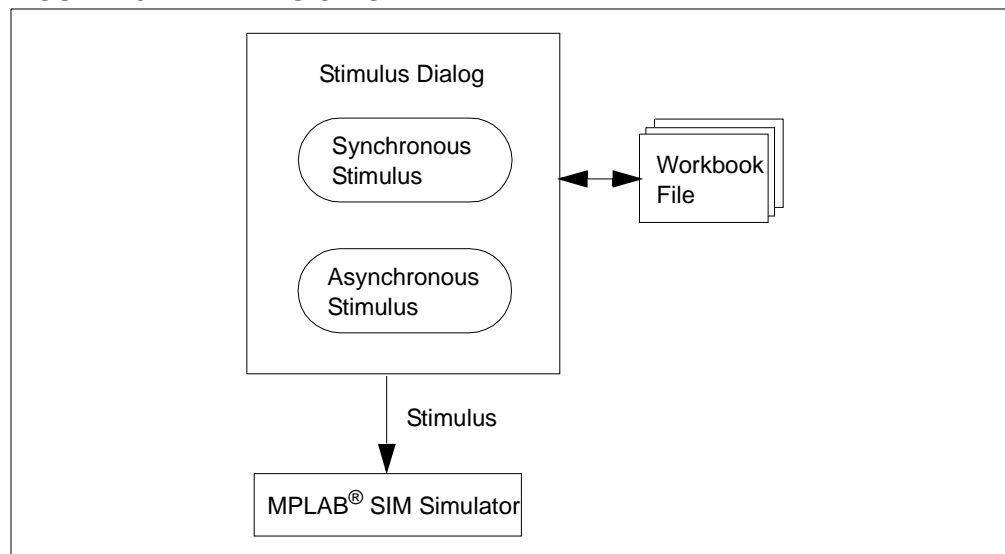 Stimulus Dialog
Synchronous
Stimulus
Workbook
File
Asynchronous
Stimulus
Stimulus
MPLAB® SIM Simulator